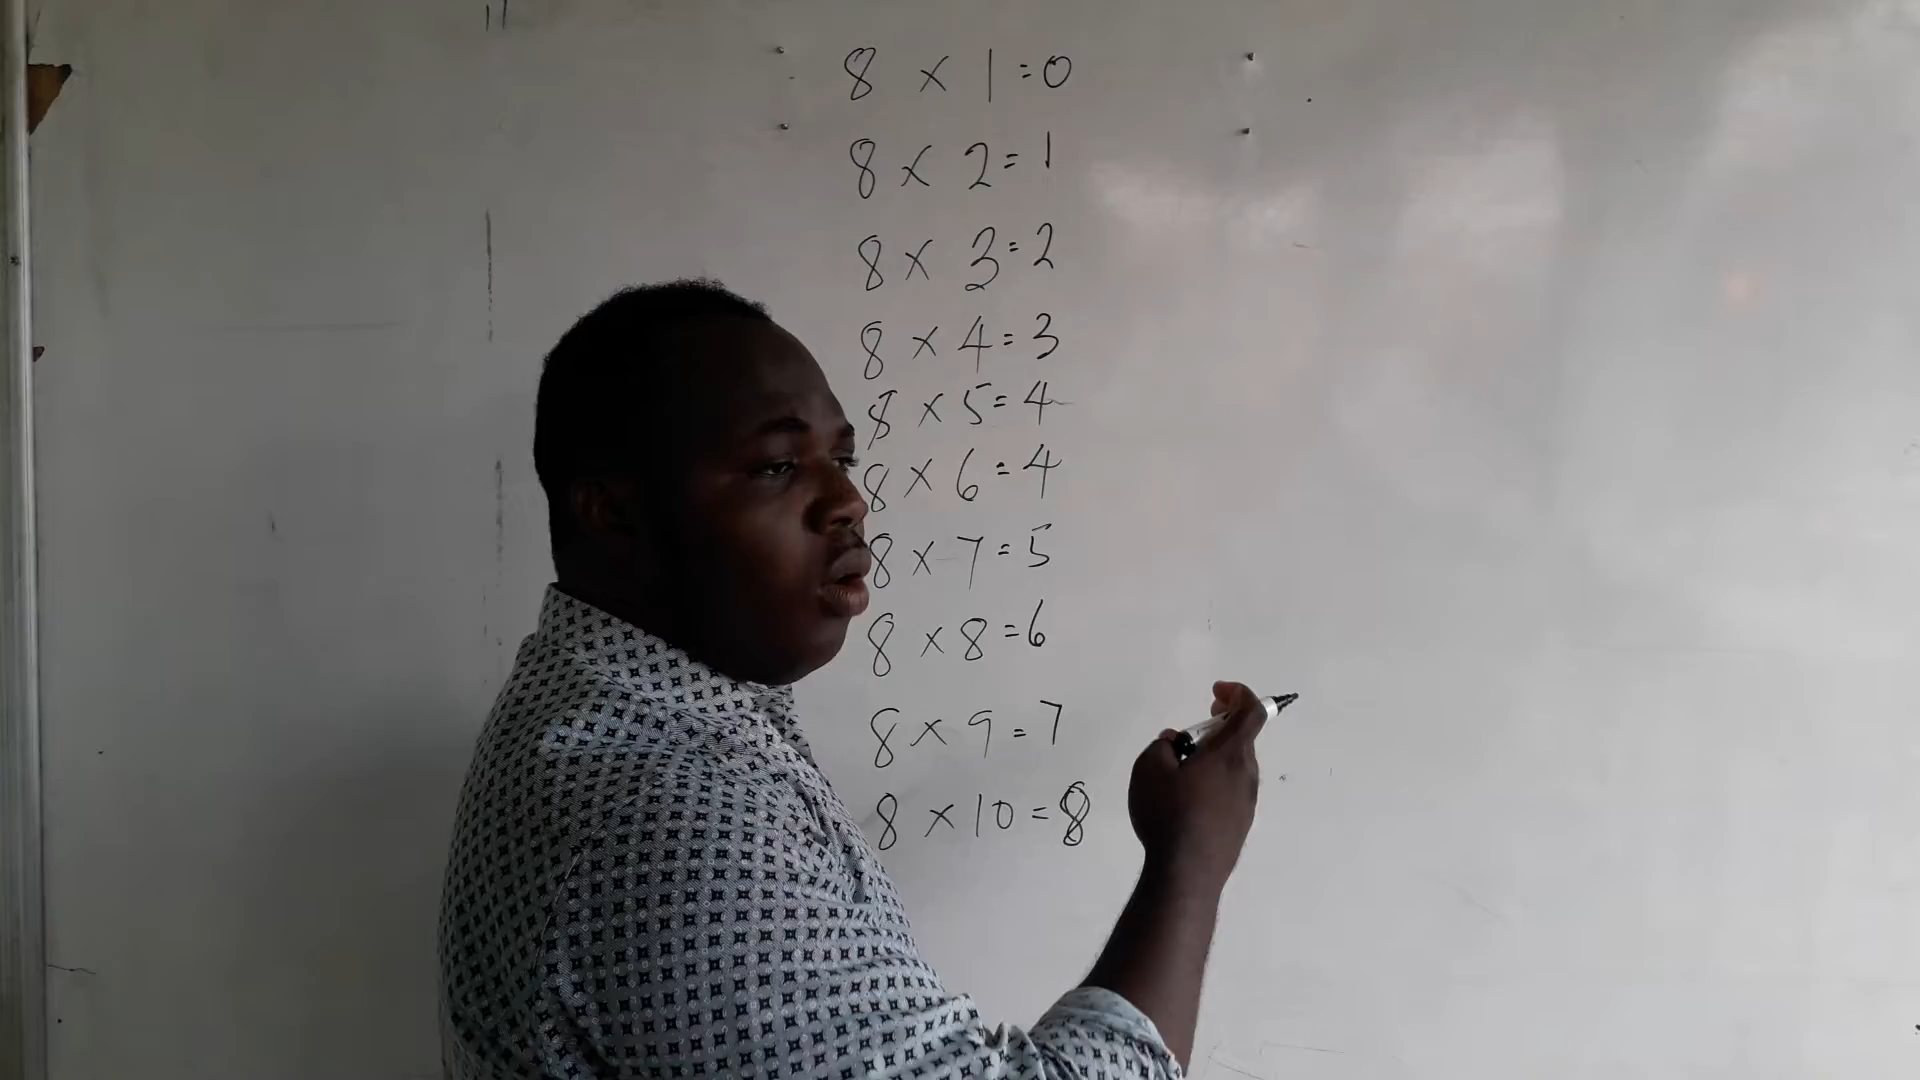 8 × 1 = 0
8 × 2 = 1
8 × 3 = 2
8 × 4 = 3
8 × 5 = 4
8 × 6 = 4
8 × 7 = 5
8 × 8 = 6
8 × 9 = 7
8 × 10 = 8